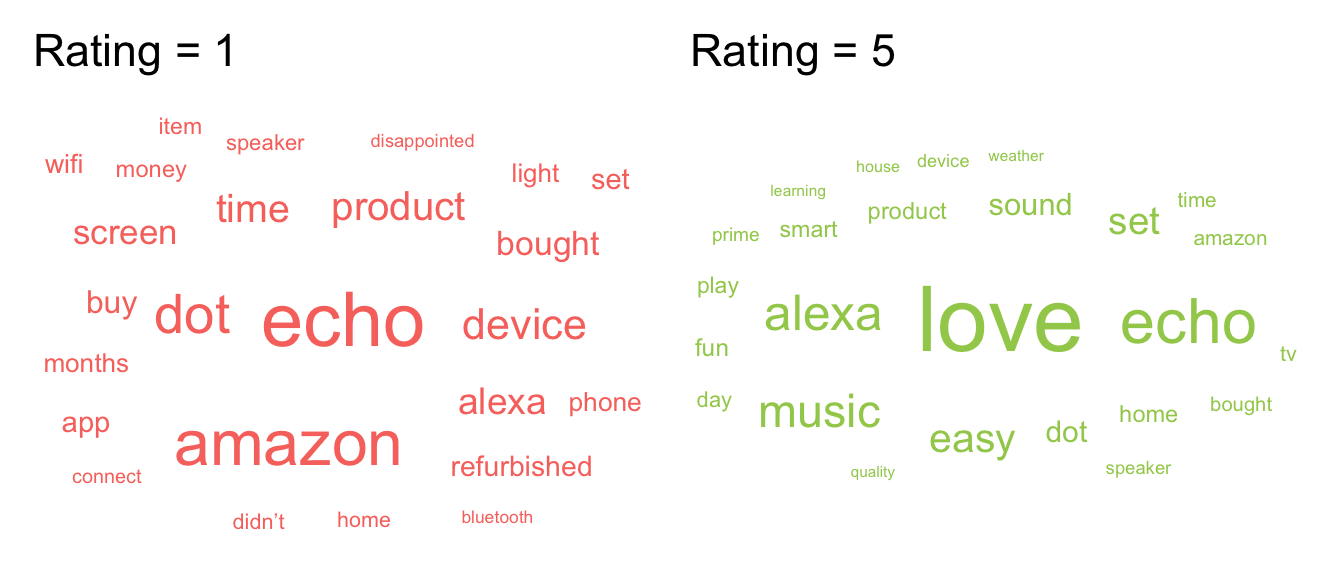 Rating = 1
item
speaker
disappointed
wifi
money
light
set
time
product
screen
bought
buy
dot
echo
device
months
alexa
phone
app
amazon
refurbished
connect
didn’t
home
bluetooth
Rating = 5
weather
house
device
learning
time
product
sound
set
prime
smart
amazon
play
alexa
love
echo
fun
tv
day
music
easy
dot
home
bought
quality
speaker